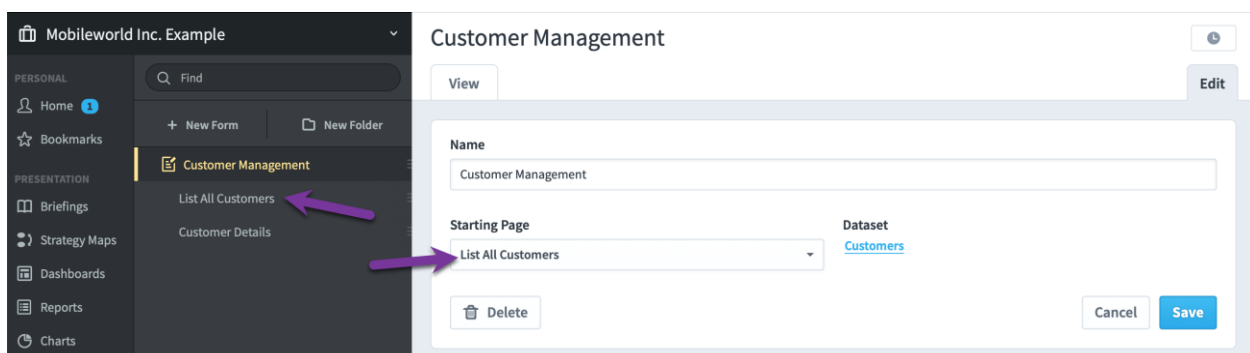 Mobileworld Inc. Example
PERSONAL
Home 1
Bookmarks
PRESENTATION
Briefings
Strategy Maps
Dashboards
Reports
Charts
Find
+ New Form
New Folder
Customer Management
List All Customers
Customer Details
Customer Management
View
Edit
Name
Customer Management
Starting Page
Dataset
List All Customers
Customers
Delete
Cancel
Save